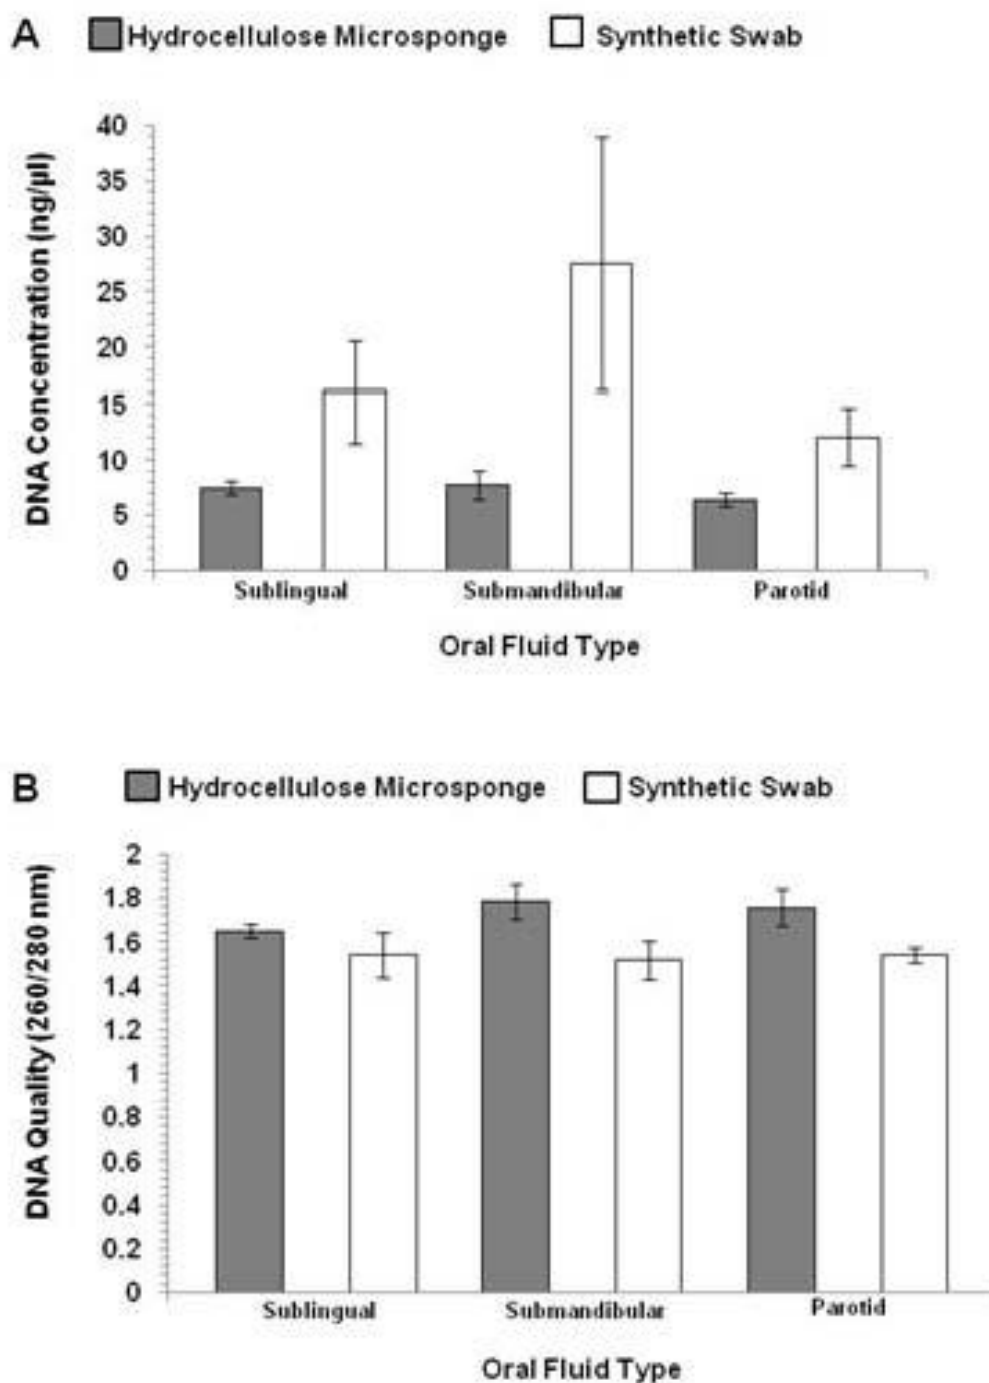 A Hydrocellulose Microsponge Synthetic Swab
DNA Concentration (ng/µl)
40
35
30
25
20
15
10
5
0
Sublingual Submandibular Parotid
Oral Fluid Type
B Hydrocellulose Microsponge Synthetic Swab
DNA Quality (260/280 nm)
2
1.8
1.6
1.4
1.2
1
0.8
0.6
0.4
0.2
0
Sublingual Submandibular Parotid
Oral Fluid Type